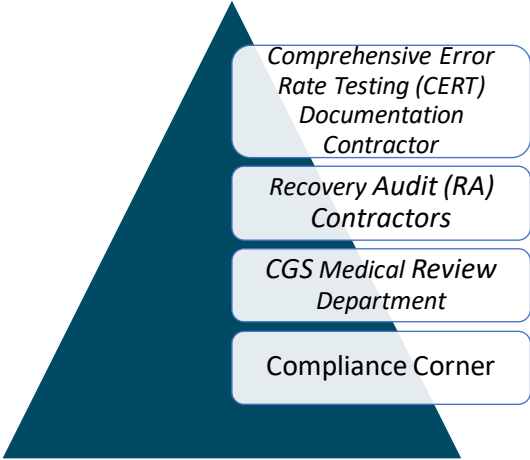 Comprehensive Error
Rate Testing (CERT)
Documentation
Contractor
Recovery Audit (RA)
Contractors
CGS Medical Review
Department
Compliance Corner